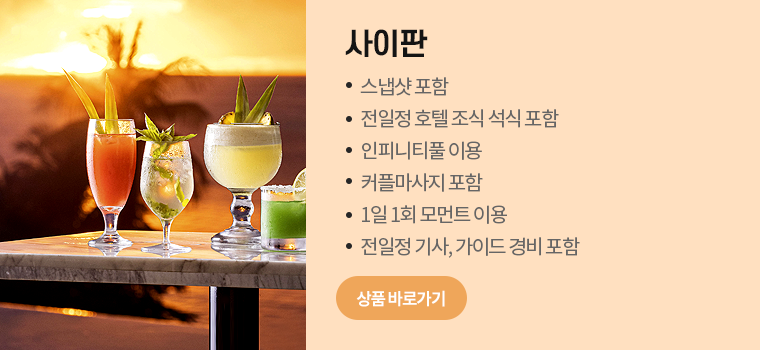 사이판
• 스냅샷 포함
• 전일정 호텔 조식 석식 포함
• 인피니티풀 이용
• 커플마사지 포함
• 1일 1회 모먼트 이용
• 전일정 기사, 가이드 경비 포함
상품 바로가기